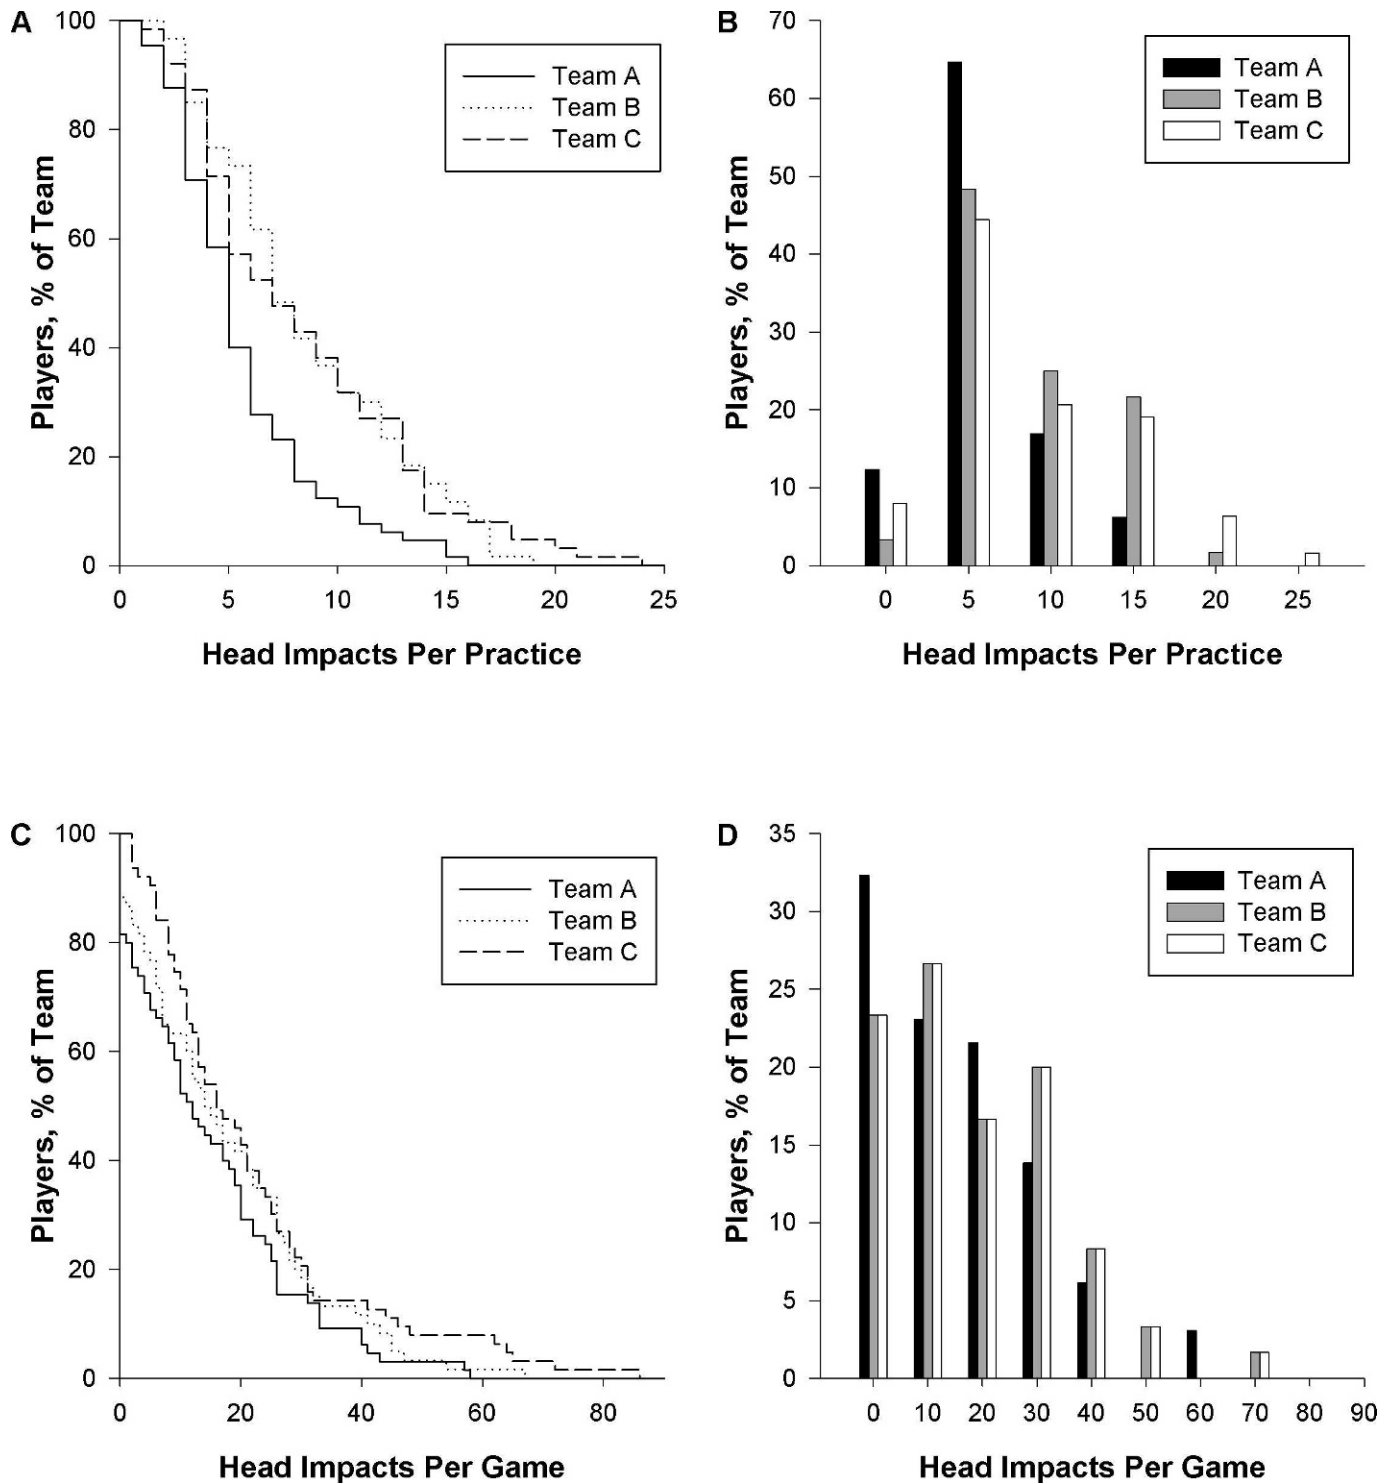 A
Players, % of Team
100
80
60
40
20
0
Team A
Team B
Team C
0 5 10 15 20 25
Head Impacts Per Practice
B
Players, % of Team
70
60
50
40
30
20
10
0
Team A
Team B
Team C
0 5 10 15 20 25
Head Impacts Per Practice
C
Players, % of Team
100
80
60
40
20
0
Team A
Team B
Team C
0 20 40 60 80
Head Impacts Per Game
D
Players, % of Team
35
30
25
20
15
10
5
0
Team A
Team B
Team C
0 10 20 30 40 50 60 70 80 90
Head Impacts Per Game